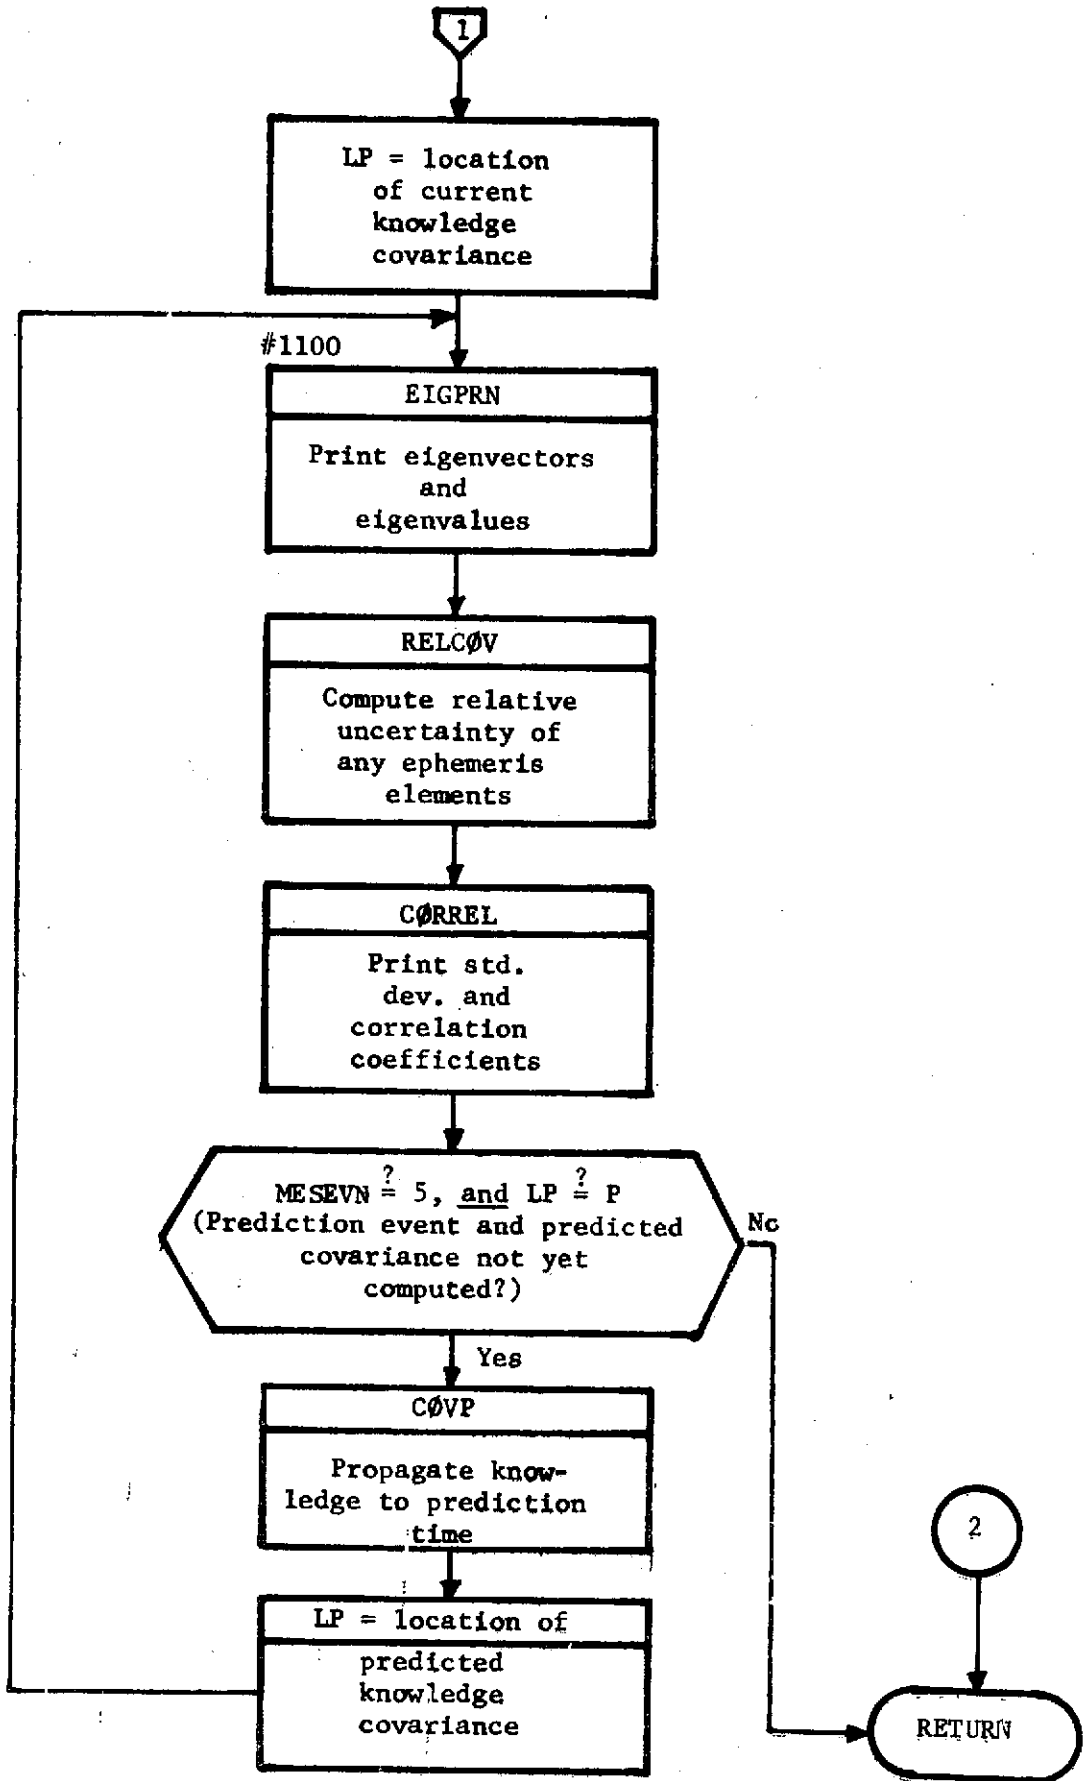 1
LP = location
of current
knowledge
covariance
#1100
EIGPRN
Print eigenvectors
and
eigenvalues
RELCØV
Compute relative
uncertainty of
any ephemeris
elements
CØRREL
Print std.
dev. and
correlation
coefficients
MESEVN ?= 5, and LP ?= P
(Prediction event and predicted
covariance not yet
computed?)
No
Yes
CØVP
Propagate know-
ledge to prediction
time
LP = location of
predicted
knowledge
covariance
2
RETURN